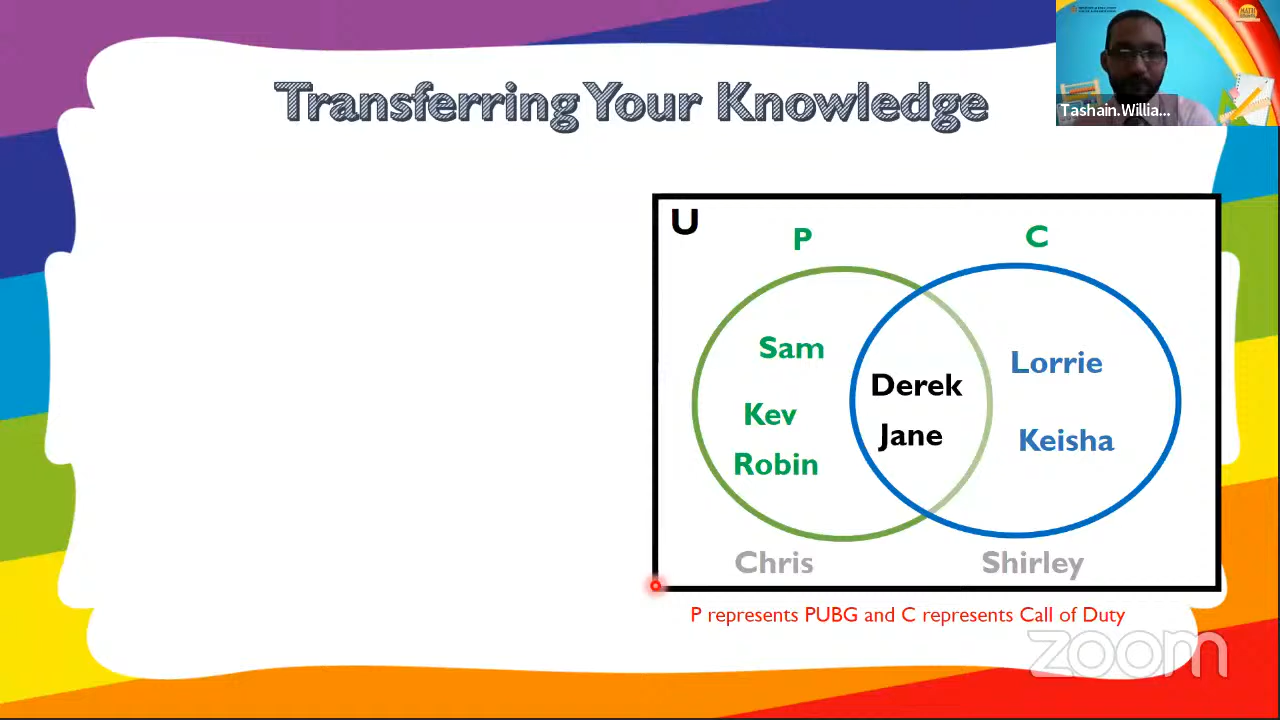 Transferring Your Knowledge
Tashain.Willia...
U
P
C
Sam
Lorrie
Derek
Kev
Jane
Keisha
Robin
Chris
Shirley
P represents PUBG and C represents Call of Duty
zoom